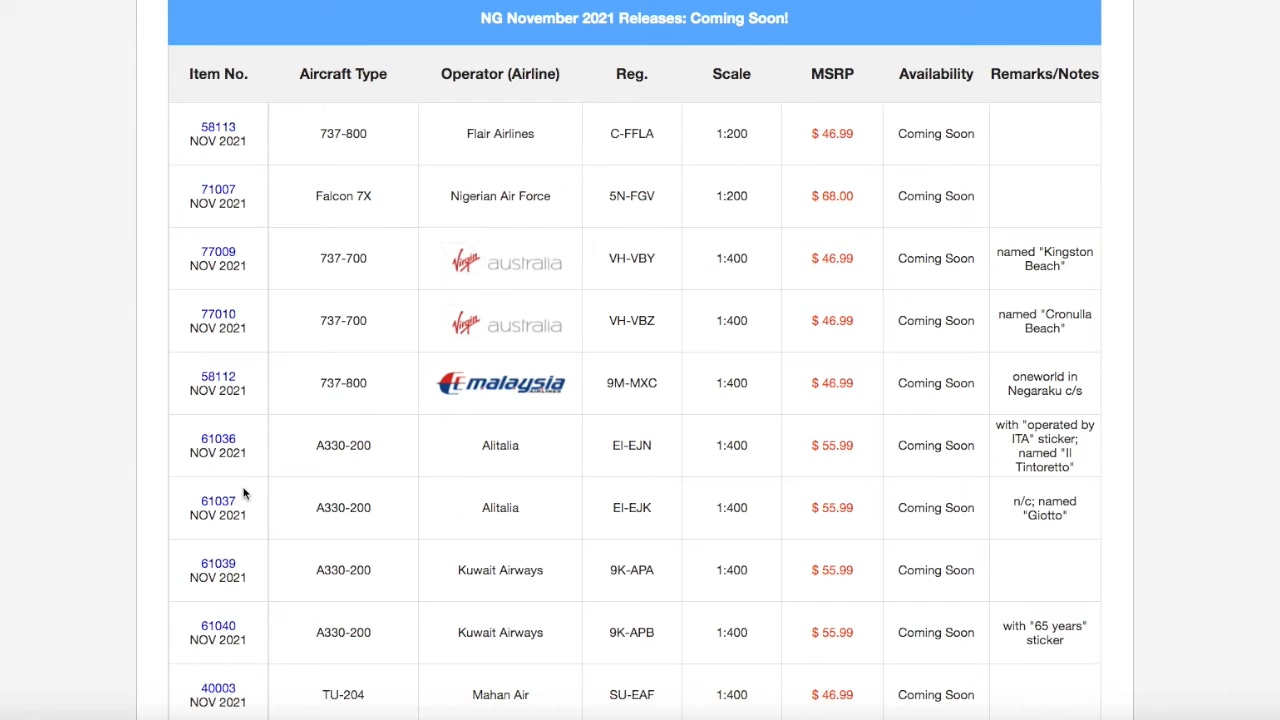 NG November 2021 Releases: Coming Soon!
Item No. Aircraft Type Operator (Airline) Reg. Scale MSRP Availability Remarks/Notes
58113
NOV 2021 737-800 Flair Airlines C-FFLA 1:200 $ 46.99 Coming Soon
71007
NOV 2021 Falcon 7X Nigerian Air Force 5N-FGV 1:200 $ 68.00 Coming Soon
77009
NOV 2021 737-700 Virgin australia VH-VBY 1:400 $ 46.99 Coming Soon named "Kingston
Beach"
77010
NOV 2021 737-700 Virgin australia VH-VBZ 1:400 $ 46.99 Coming Soon named "Cronulla
Beach"
58112
NOV 2021 737-800 malaysia AIRLINES 9M-MXC 1:400 $ 46.99 Coming Soon oneworld in
Negaraku c/s
61036
NOV 2021 A330-200 Alitalia EI-EJN 1:400 $ 55.99 Coming Soon with "operated by
ITA" sticker;
named "Il
Tintoretto"
61037
NOV 2021 A330-200 Alitalia EI-EJK 1:400 $ 55.99 Coming Soon n/c; named
"Giotto"
61039
NOV 2021 A330-200 Kuwait Airways 9K-APA 1:400 $ 55.99 Coming Soon
61040
NOV 2021 A330-200 Kuwait Airways 9K-APB 1:400 $ 55.99 Coming Soon with "65 years"
sticker
40003
NOV 2021 TU-204 Mahan Air SU-EAF 1:400 $ 46.99 Coming Soon